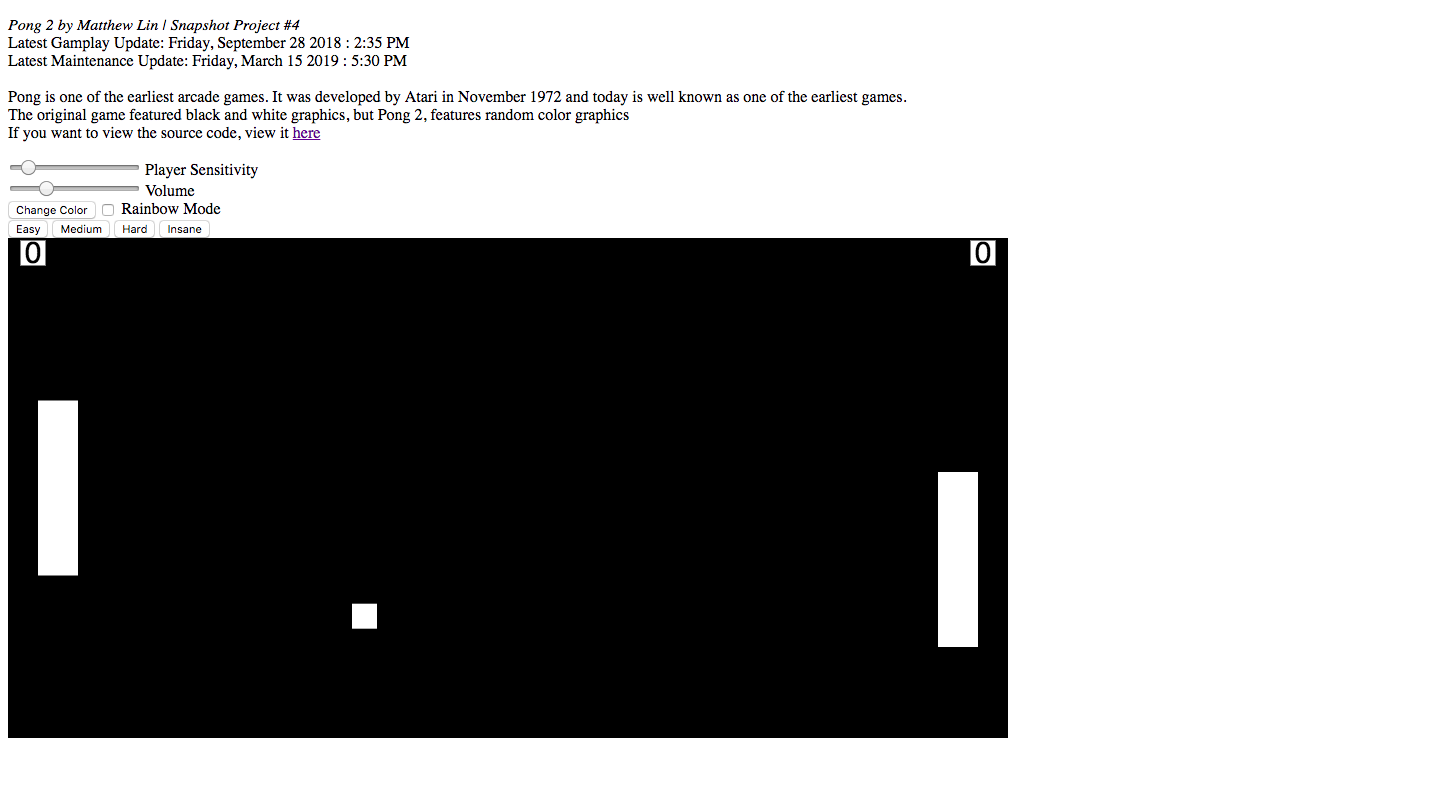 Pong 2 by Matthew Lin | Snapshot Project #4
Latest Gamplay Update: Friday, September 28 2018 : 2:35 PM
Latest Maintenance Update: Friday, March 15 2019 : 5:30 PM
Pong is one of the earliest arcade games. It was developed by Atari in November 1972 and today is well known as one of the earliest games.
The original game featured black and white graphics, but Pong 2, features random color graphics
If you want to view the source code, view it here
Player Sensitivity
Volume
Change Color Rainbow Mode
Easy Medium Hard Insane
0 0